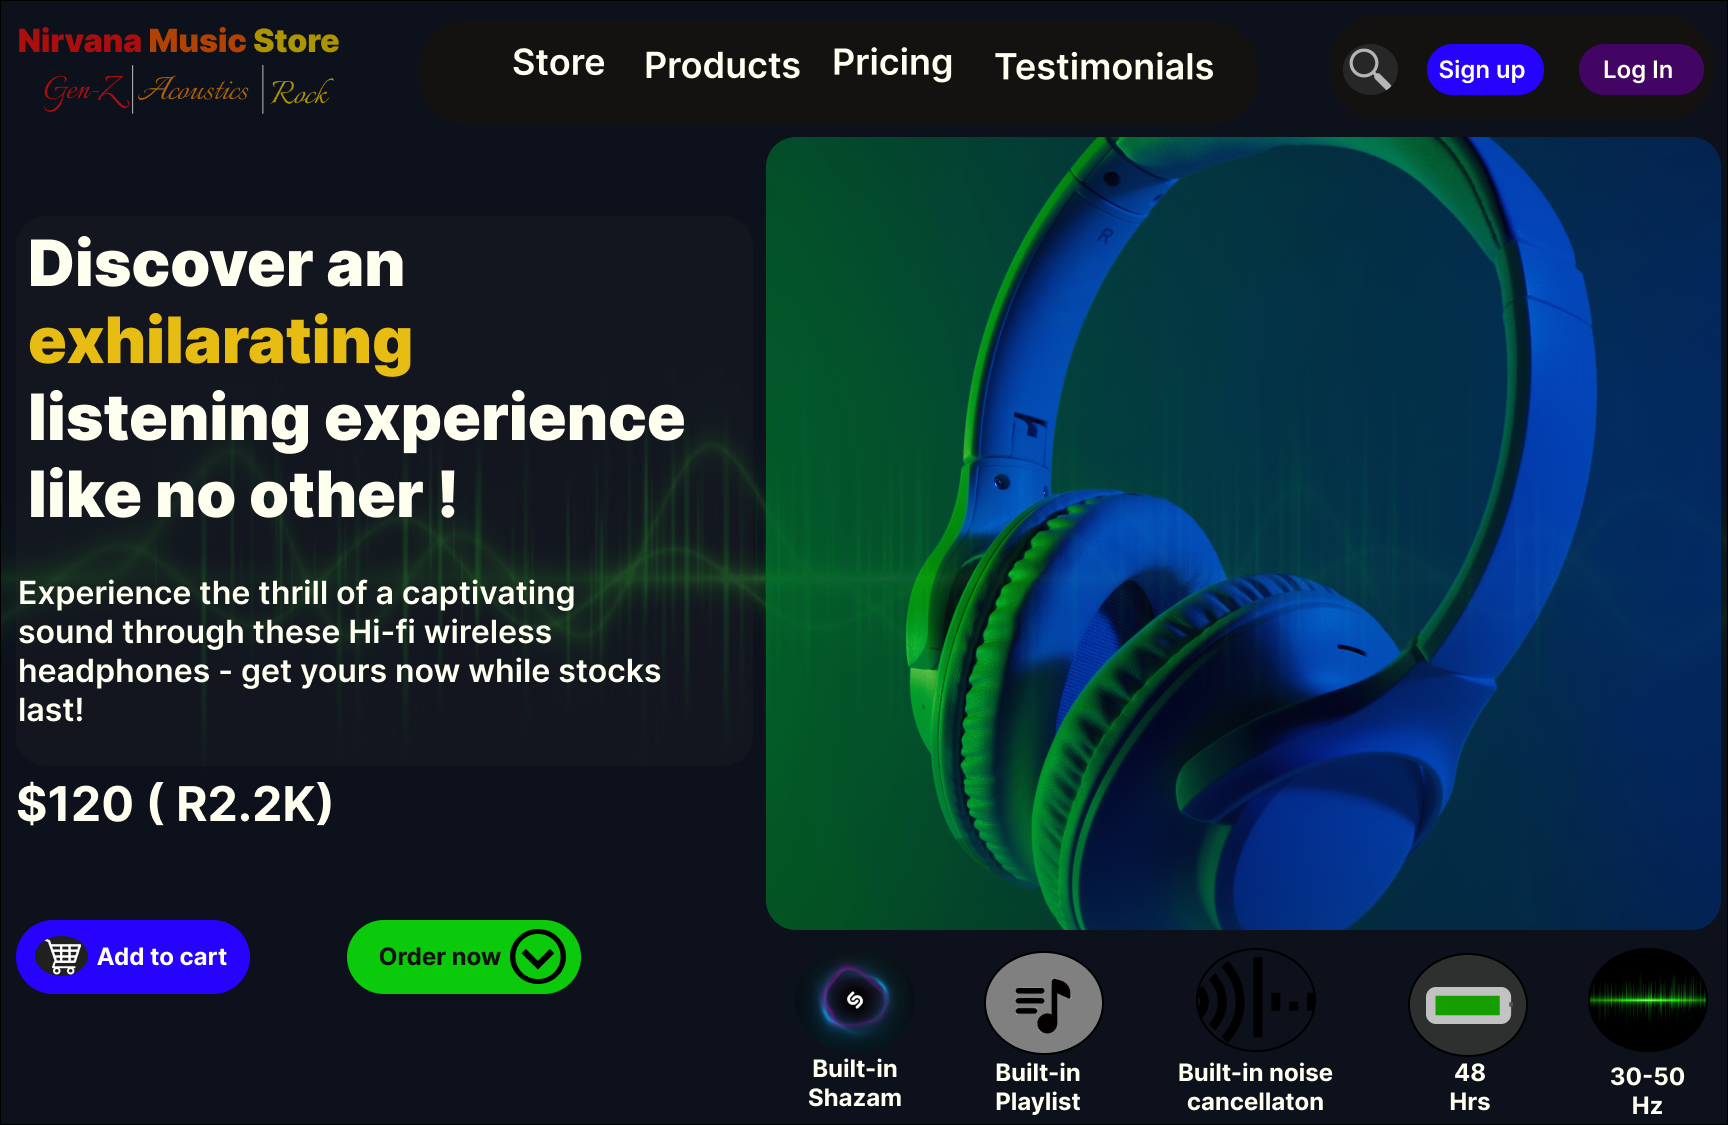 Nirvana Music Store
Gen-Z Acoustics Rock
Store Products Pricing Testimonials
Sign up
Log In
Discover an
exhilarating
listening experience
like no other !
Experience the thrill of a captivating
sound through these Hi-fi wireless
headphones - get yours now while stocks
last!
$120 ( R2.2K)
Add to cart
Order now
R
Built-in
Shazam
Built-in
Playlist
Built-in noise
cancellaton
48
Hrs
30-50
Hz